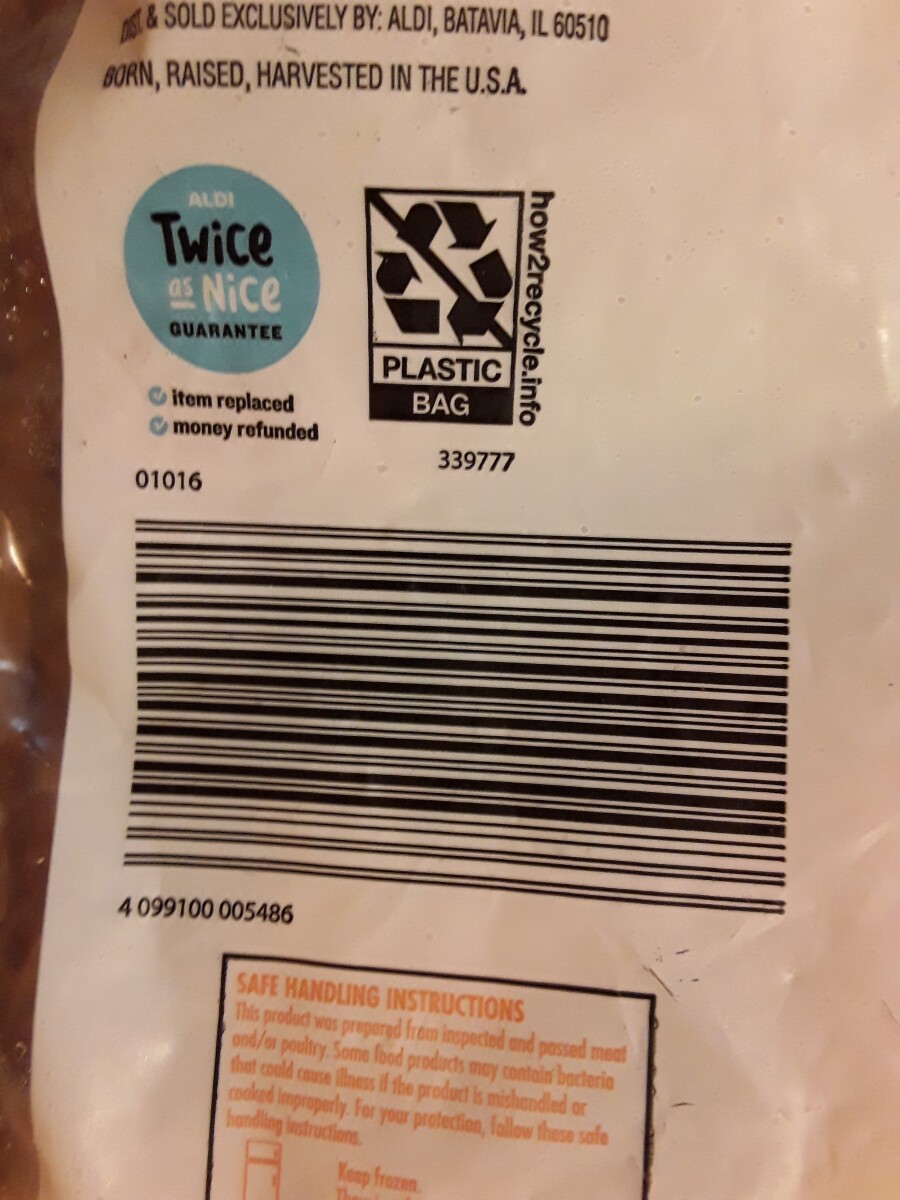 DIST. & SOLD EXCLUSIVELY BY: ALDI, BATAVIA, IL 60510
BORN, RAISED, HARVESTED IN THE U.S.A.
ALDI
Twice
as Nice
GUARANTEE
item replaced
money refunded
PLASTIC
BAG
how2recycle.info
339777
01016
4 099100 005486
SAFE HANDLING INSTRUCTIONS
This product was prepared from inspected and passed meat
and/or poultry. Some food products may contain bacteria
that could cause illness if the product is mishandled or
cooked improperly. For your protection, follow these safe
handling instructions.
Keep frozen.